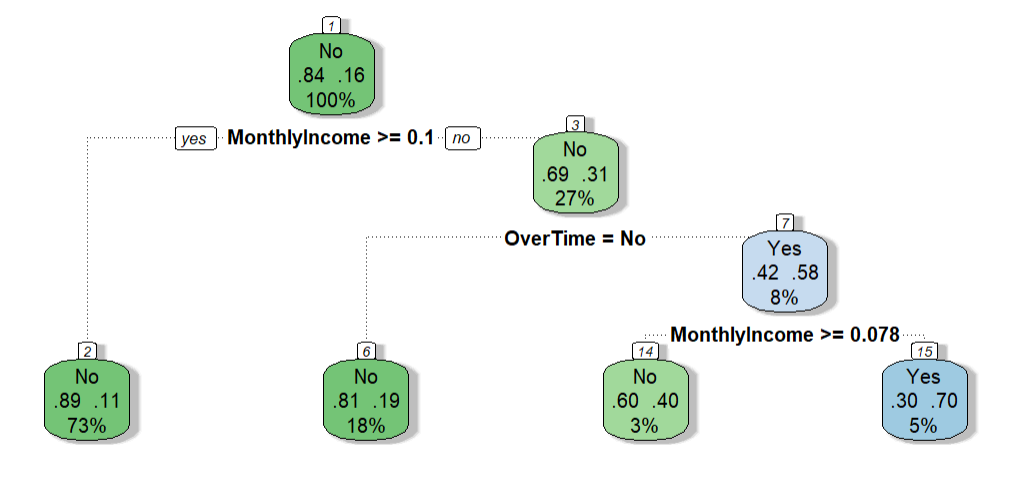 1
No
.84 .16
100%
yes MonthlyIncome >= 0.1 no
3
No
.69 .31
27%
OverTime = No
7
Yes
.42 .58
8%
MonthlyIncome >= 0.078
2
No
.89 .11
73%
6
No
.81 .19
18%
14
No
.60 .40
3%
15
Yes
.30 .70
5%